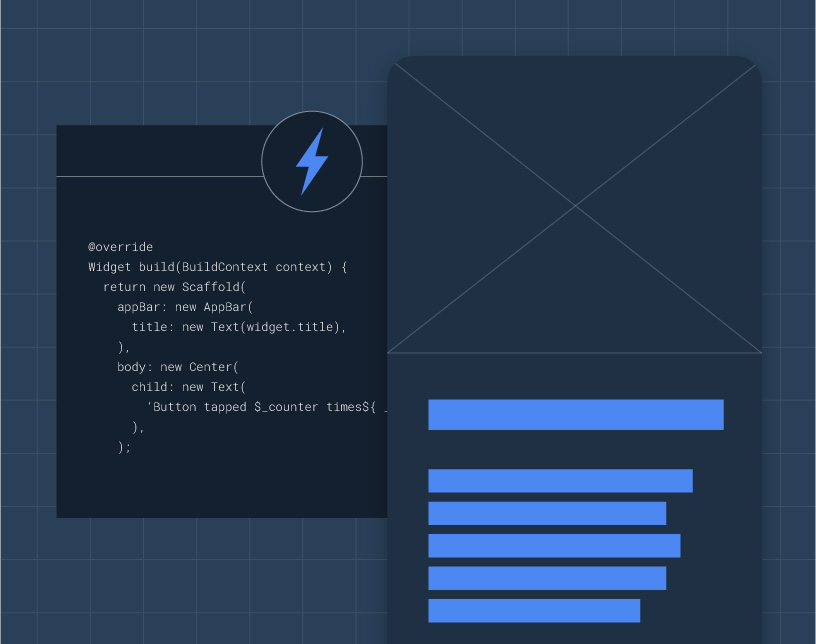 @override
Widget build(BuildContext context) {
  return new Scaffold(
    appBar: new AppBar(
      title: new Text(widget.title),
    ),
    body: new Center(
      child: new Text(
        'Button tapped $_counter times${ _
      ),
    );